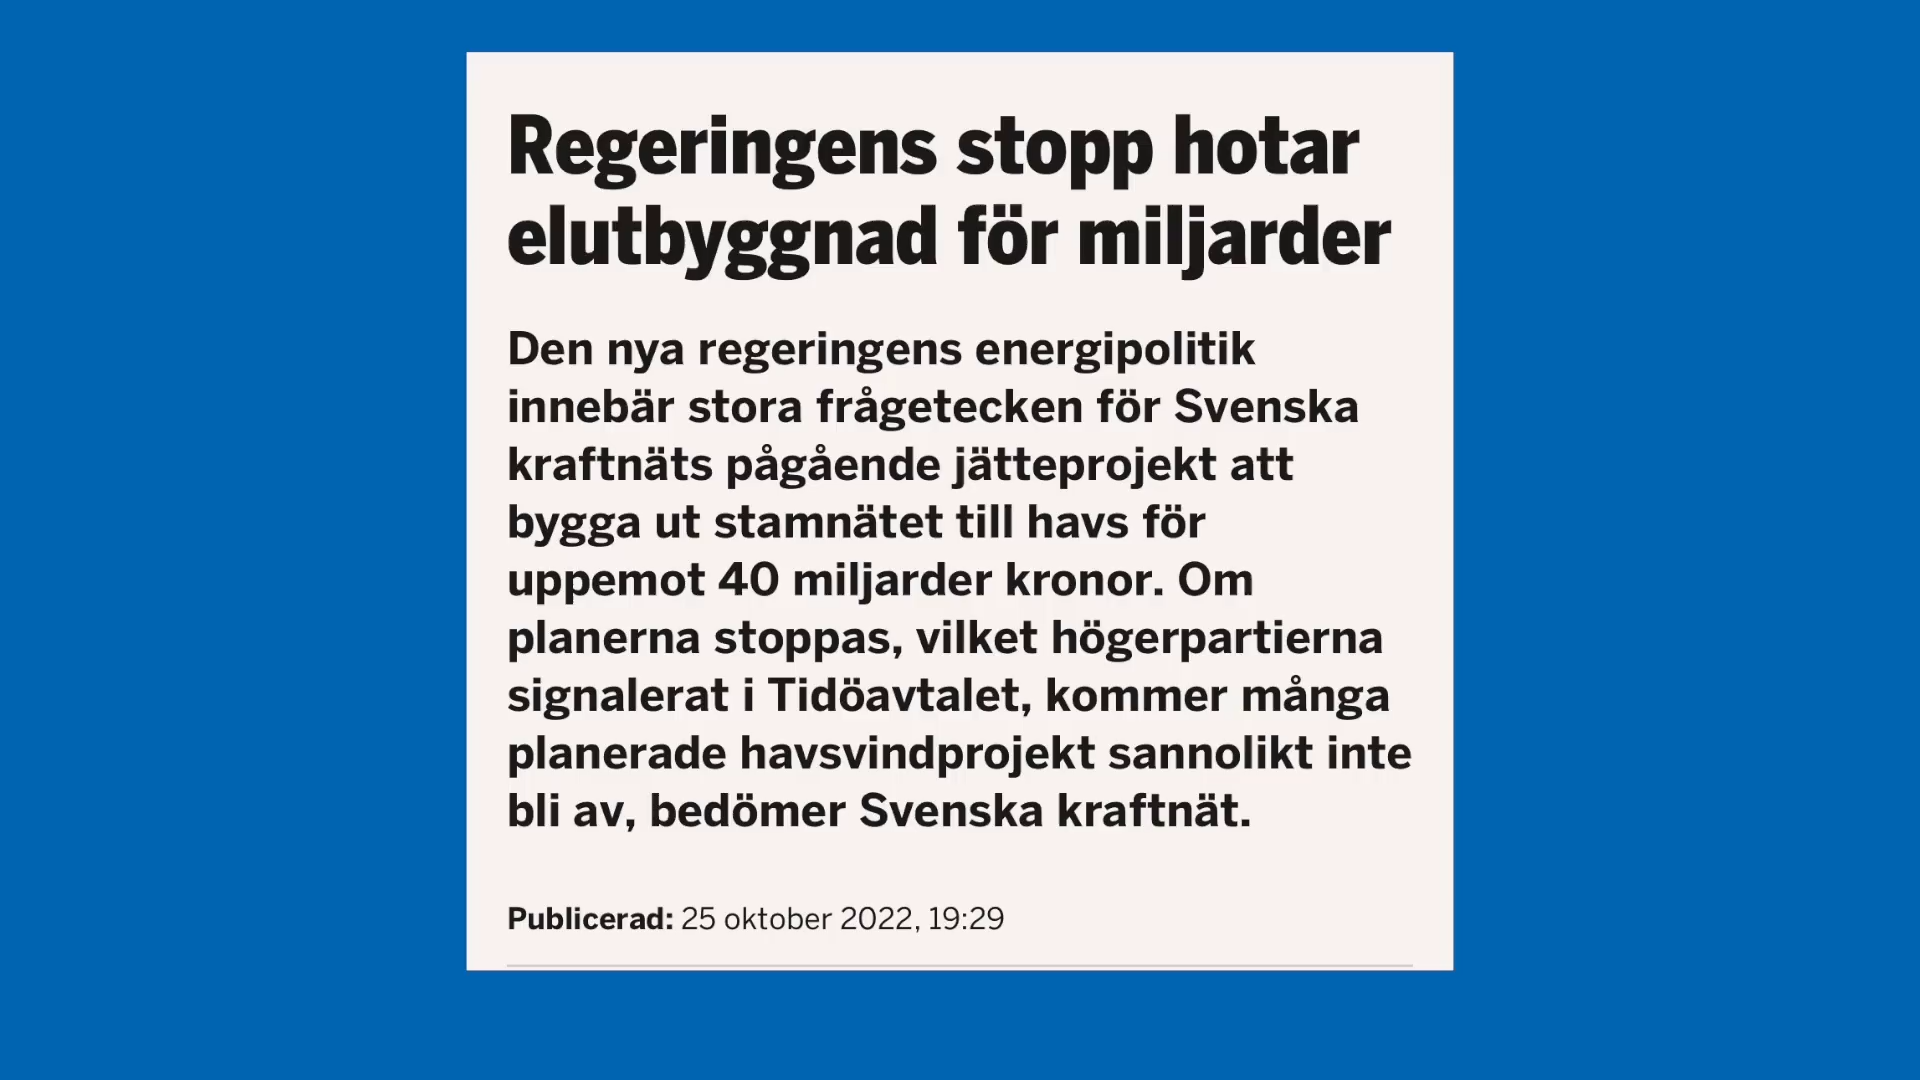 Regeringens stopp hotar
elutbyggnad för miljarder
Den nya regeringens energipolitik
innebär stora frågetecken för Svenska
kraftnäts pågående jätteprojekt att
bygga ut stamnätet till havs för
uppemot 40 miljarder kronor. Om
planerna stoppas, vilket högerpartierna
signalerat i Tidöavtalet, kommer många
planerade havsvindprojekt sannolikt inte
bli av, bedömer Svenska kraftnät.
Publicerad: 25 oktober 2022, 19:29